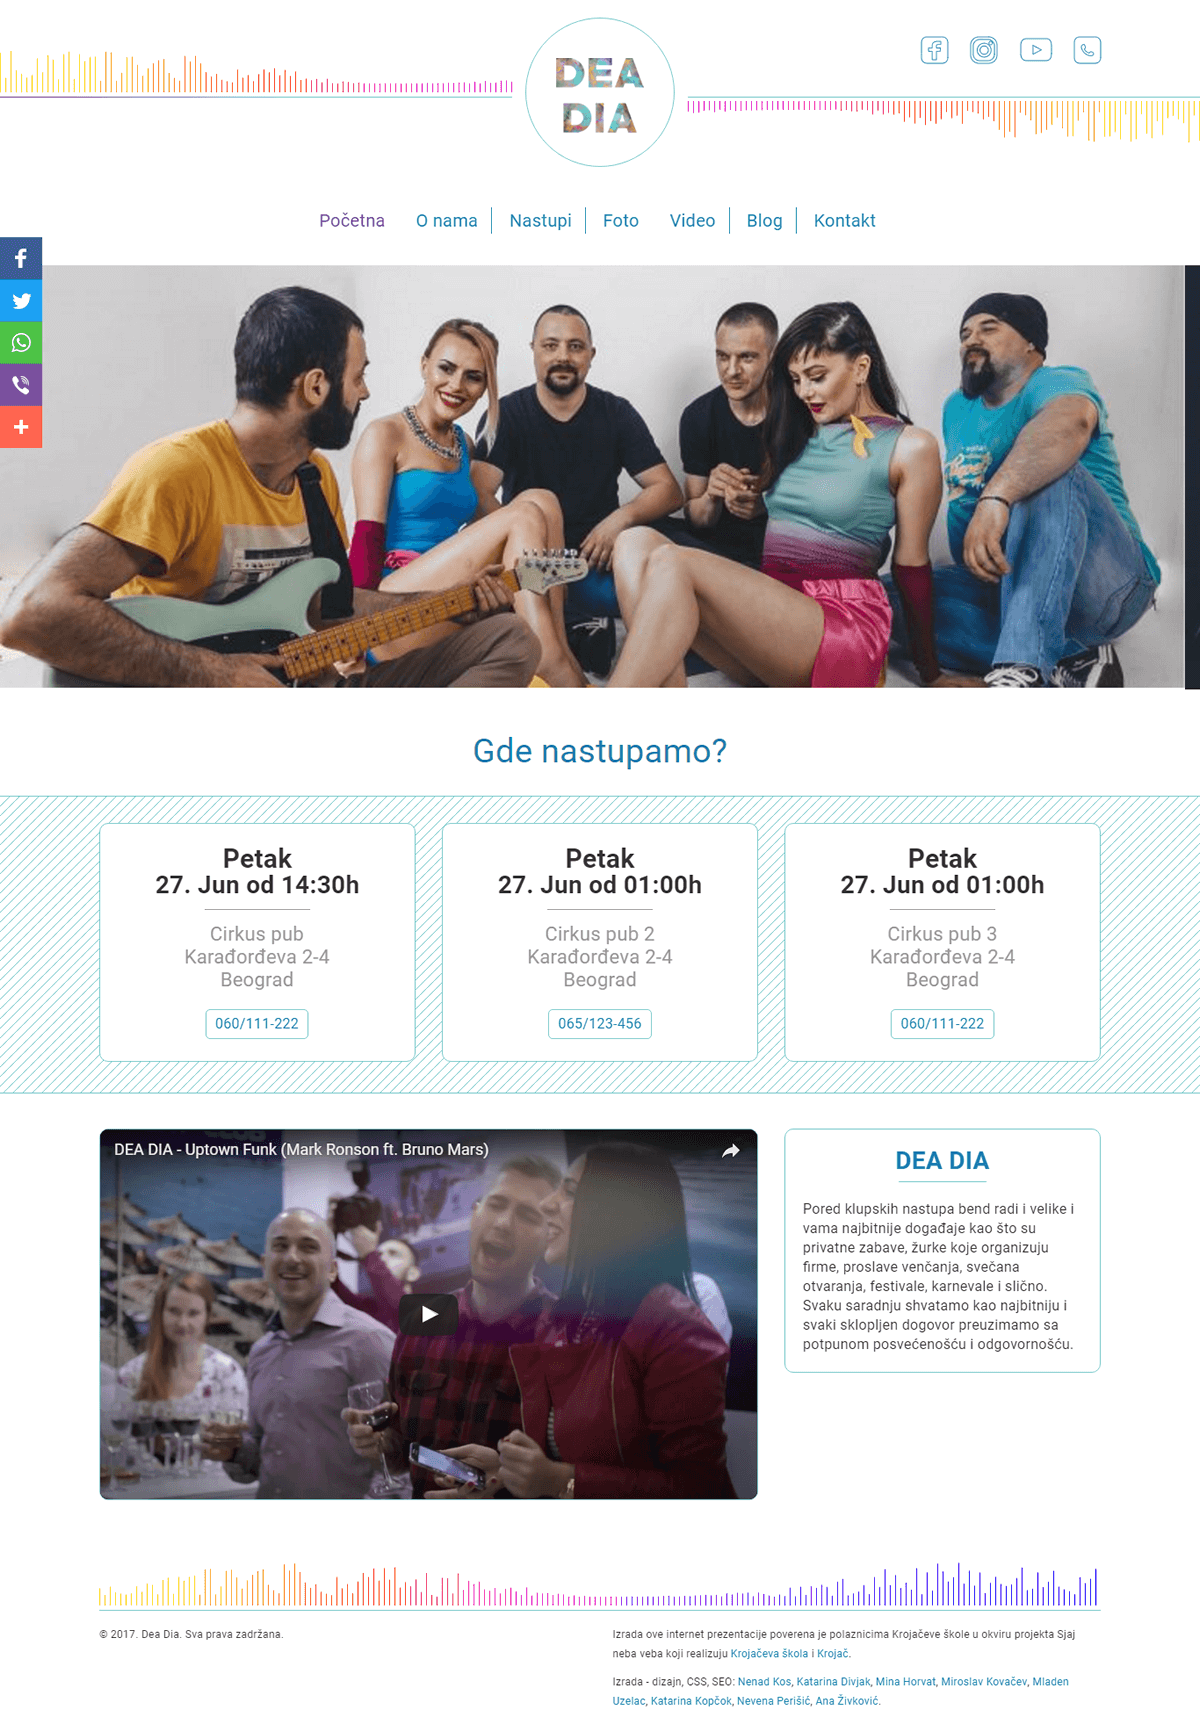 DEA
DIA
Početna O nama Nastupi Foto Video Blog Kontakt
Gde nastupamo?
Petak
27. Jun od 14:30h
Cirkus pub
Karađorđeva 2-4
Beograd
060/111-222
Petak
27. Jun od 01:00h
Cirkus pub 2
Karađorđeva 2-4
Beograd
065/123-456
Petak
27. Jun od 01:00h
Cirkus pub 3
Karađorđeva 2-4
Beograd
060/111-222
DEA DIA - Uptown Funk (Mark Ronson ft. Bruno Mars)
DEA DIA
Pored klupskih nastupa bend radi i velike i
vama najbitnije događaje kao što su
privatne zabave, žurke koje organizuju
firme, proslave venčanja, svečana
otvaranja, festivale, karnevale i slično.
Svaku saradnju shvatamo kao najbitniju i
svaki sklopljen dogovor preuzimamo sa
potpunom posvećenošću i odgovornošću.
© 2017. Dea Dia. Sva prava zadržana.
Izrada ove internet prezentacije poverena je polaznicima Krojačeve škole u okviru projekta Sjaj
neba veba koji realizuju Krojačeva škola i Krojač.
Izrada - dizajn, CSS, SEO: Nenad Kos, Katarina Divjak, Mina Horvat, Miroslav Kovačev, Mladen
Uzelac, Katarina Kopčok, Nevena Perišić, Ana Živković.